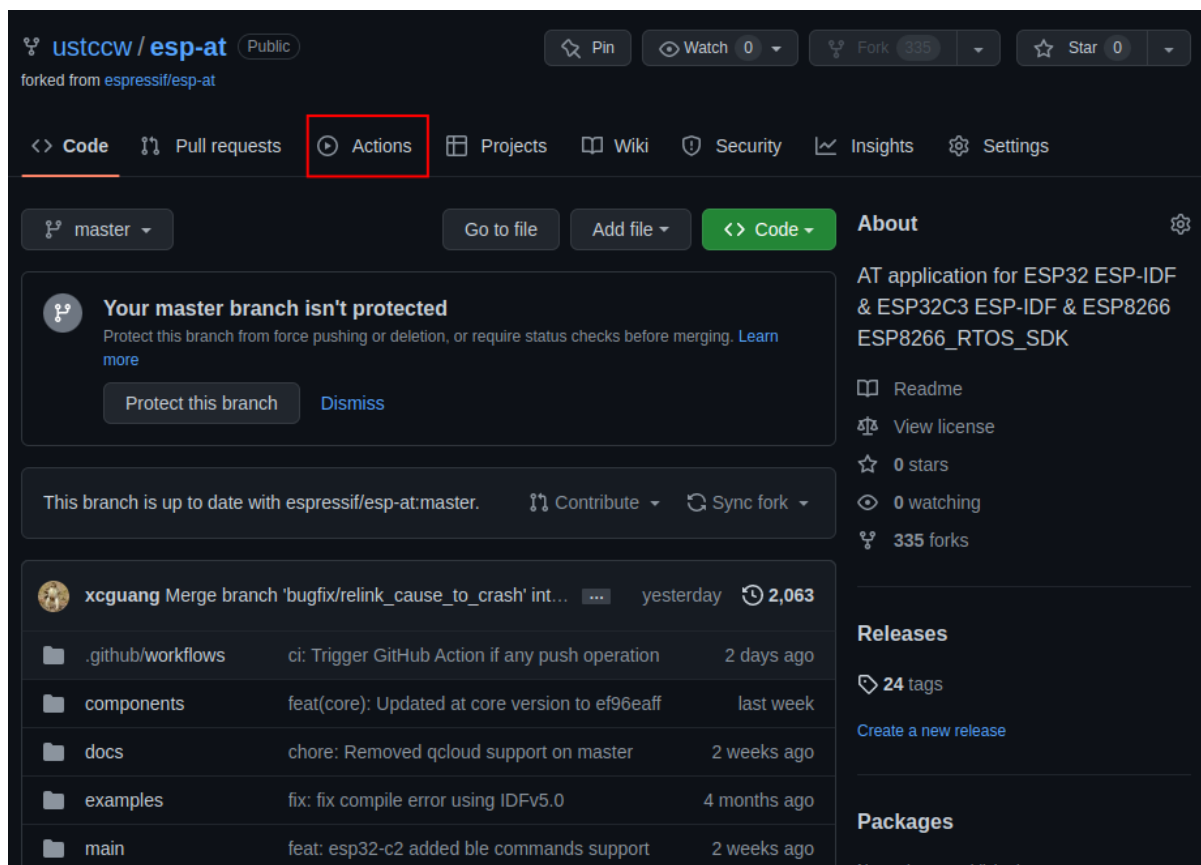 ustccw / esp-at Public
Pin
Watch 0
Fork 335
Star 0
forked from espressif/esp-at
Code
Pull requests
Actions
Projects
Wiki
Security
Insights
Settings
master
Go to file
Add file
Code
Your master branch isn't protected
Protect this branch from force pushing or deletion, or require status checks before merging. Learn
more
Protect this branch
Dismiss
This branch is up to date with espressif/esp-at:master.
Contribute
Sync fork
xcguang Merge branch 'bugfix/relink_cause_to_crash' int… ... yesterday 2,063
.github/workflows ci: Trigger GitHub Action if any push operation 2 days ago
components feat(core): Updated at core version to ef96eaff last week
docs chore: Removed qcloud support on master 2 weeks ago
examples fix: fix compile error using IDFv5.0 4 months ago
main feat: esp32-c2 added ble commands support 2 weeks ago
About
AT application for ESP32 ESP-IDF
& ESP32C3 ESP-IDF & ESP8266
ESP8266_RTOS_SDK
Readme
View license
0 stars
0 watching
335 forks
Releases
24 tags
Create a new release
Packages